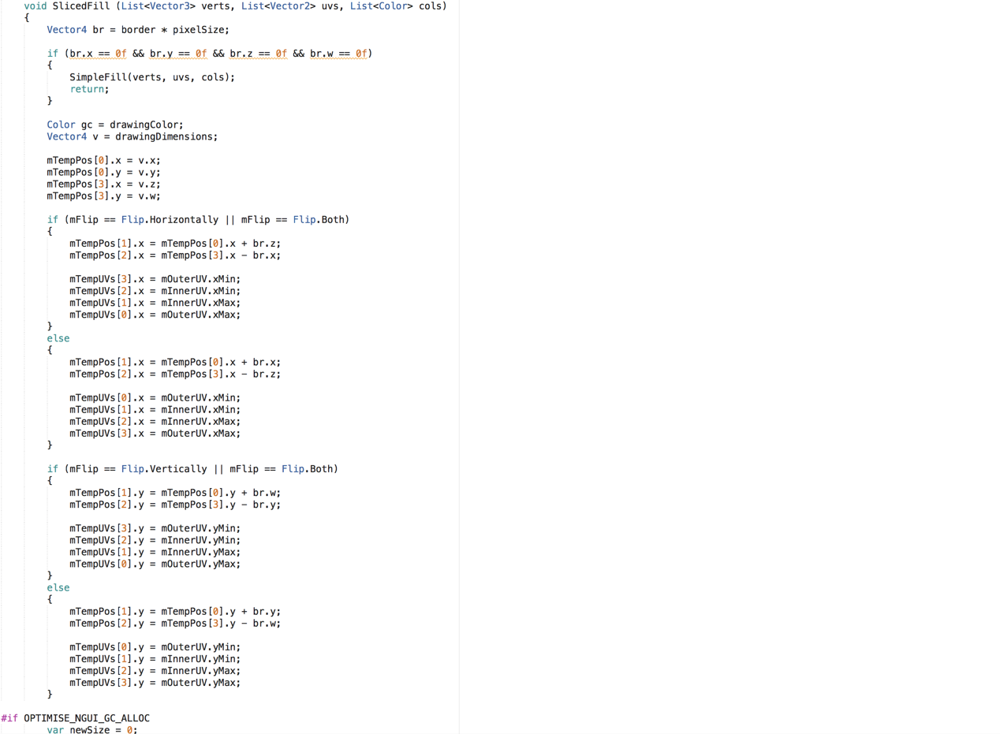 void SlicedFill (List<Vector3> verts, List<Vector2> uvs, List<Color> cols)
{
Vector4 br = border * pixelSize;
if (br.x == 0f && br.y == 0f && br.z == 0f && br.w == 0f)
{
SimpleFill(verts, uvs, cols);
return;
}
Color gc = drawingColor;
Vector4 v = drawingDimensions;
mTempPos[0].x = v.x;
mTempPos[0].y = v.y;
mTempPos[3].x = v.z;
mTempPos[3].y = v.w;
if (mFlip == Flip.Horizontally || mFlip == Flip.Both)
{
mTempPos[1].x = mTempPos[0].x + br.z;
mTempPos[2].x = mTempPos[3].x - br.x;
mTempUVs[3].x = mOuterUV.xMin;
mTempUVs[2].x = mInnerUV.xMin;
mTempUVs[1].x = mInnerUV.xMax;
mTempUVs[0].x = mOuterUV.xMax;
}
else
{
mTempPos[1].x = mTempPos[0].x + br.x;
mTempPos[2].x = mTempPos[3].x - br.z;
mTempUVs[0].x = mOuterUV.xMin;
mTempUVs[1].x = mInnerUV.xMin;
mTempUVs[2].x = mInnerUV.xMax;
mTempUVs[3].x = mOuterUV.xMax;
}
if (mFlip == Flip.Vertically || mFlip == Flip.Both)
{
mTempPos[1].y = mTempPos[0].y + br.w;
mTempPos[2].y = mTempPos[3].y - br.y;
mTempUVs[3].y = mOuterUV.yMin;
mTempUVs[2].y = mInnerUV.yMin;
mTempUVs[1].y = mInnerUV.yMax;
mTempUVs[0].y = mOuterUV.yMax;
}
else
{
mTempPos[1].y = mTempPos[0].y + br.y;
mTempPos[2].y = mTempPos[3].y - br.w;
mTempUVs[0].y = mOuterUV.yMin;
mTempUVs[1].y = mInnerUV.yMin;
mTempUVs[2].y = mInnerUV.yMax;
mTempUVs[3].y = mOuterUV.yMax;
}
#if OPTIMISE_NGUI_GC_ALLOC
var newSize = 0;